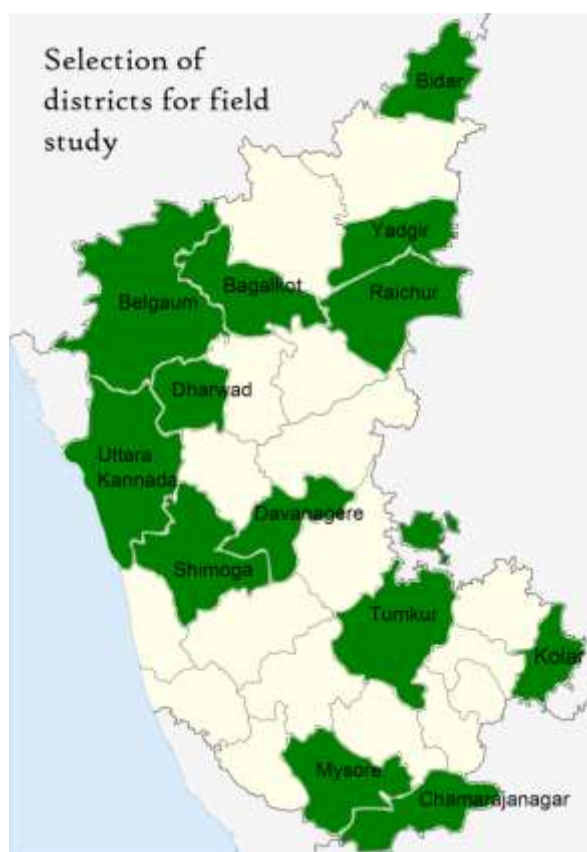 Selection of
districts for field
study
Bidar
Yadgir
Bagalkot
Raichur
Belgaum
Dharwad
Uttara
Kannada
Davanagere
Shimoga
Tumkur
Kolar
Mysore
Chamarajanagar